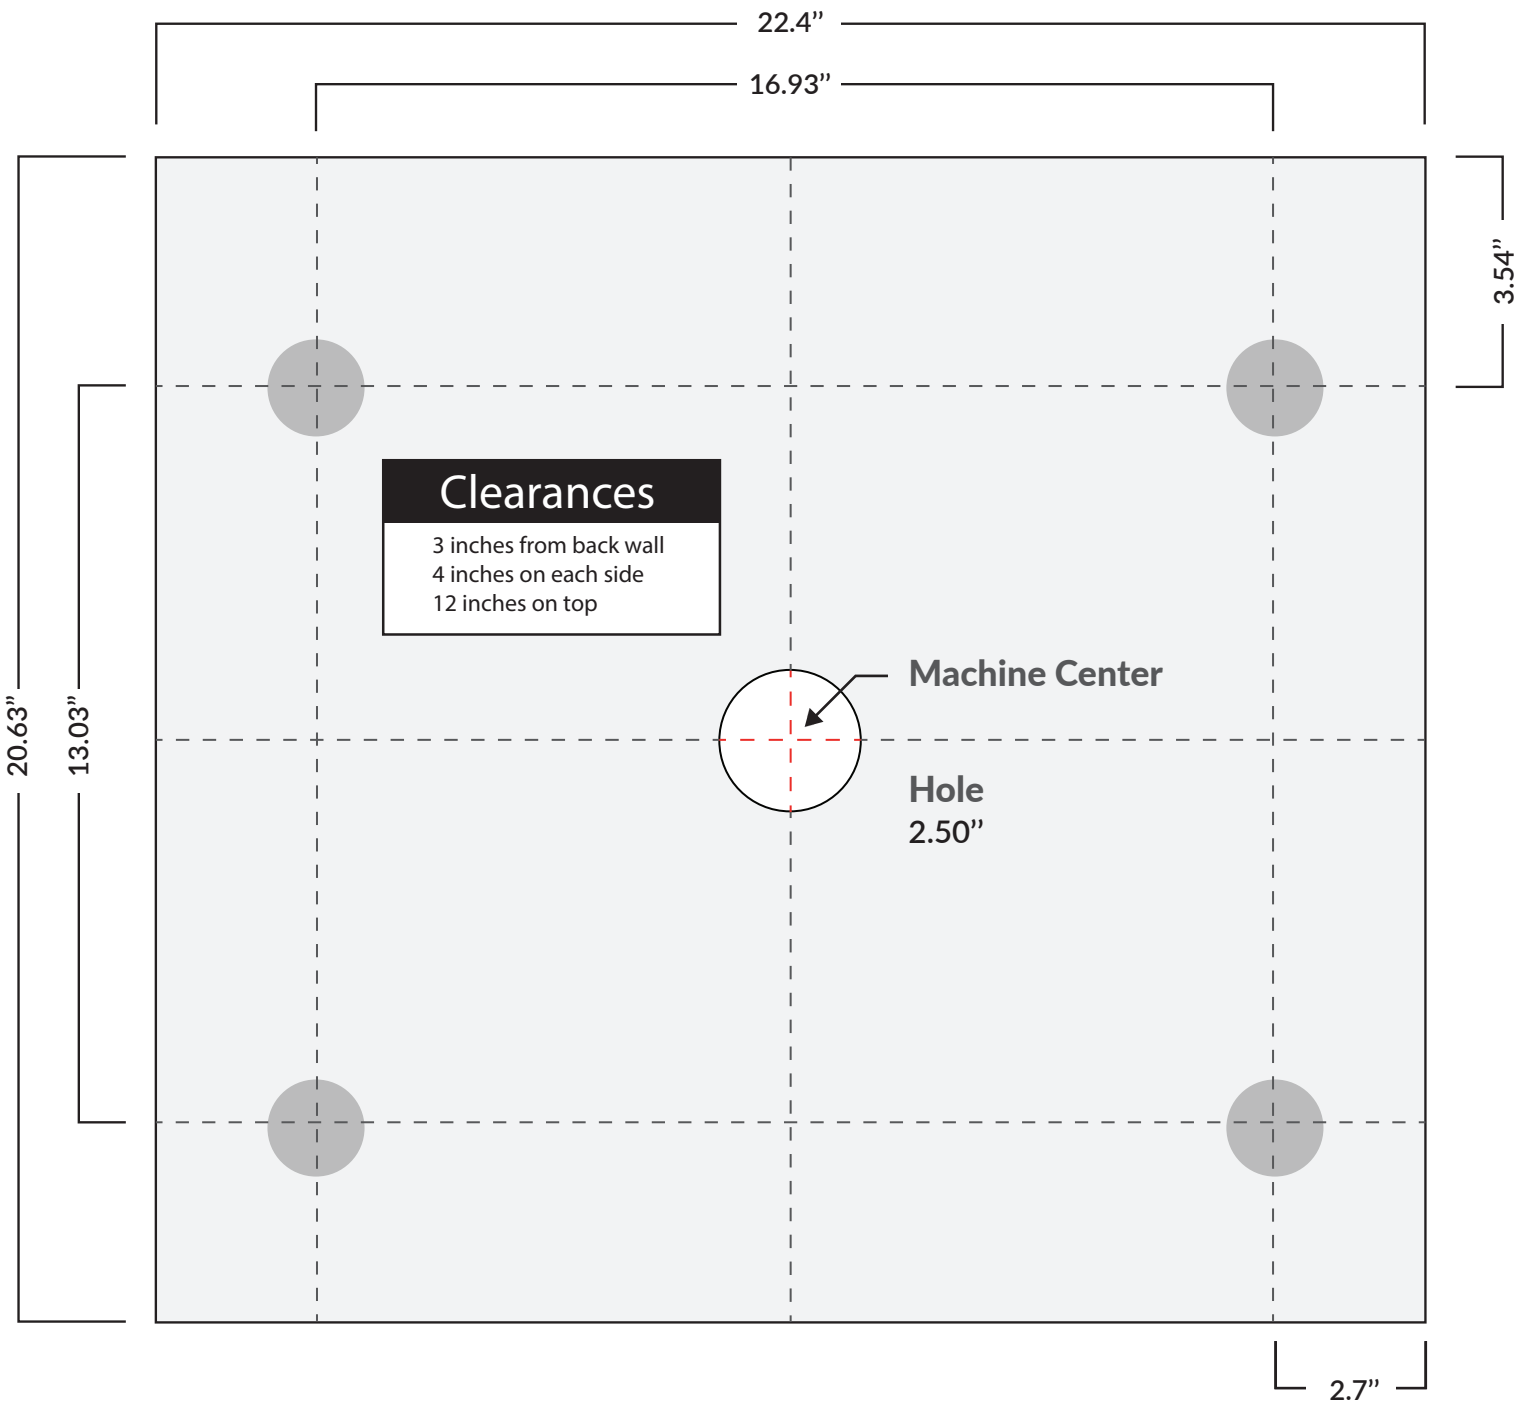 22.4’’
16.93’’
3.54’’
Clearances
3 inches from back wall
4 inches on each side
12 inches on top
Machine Center
20.63’’
13.03’’
Hole
2.50’’
2.7’’